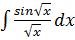 ∫ sin√x / √x dx